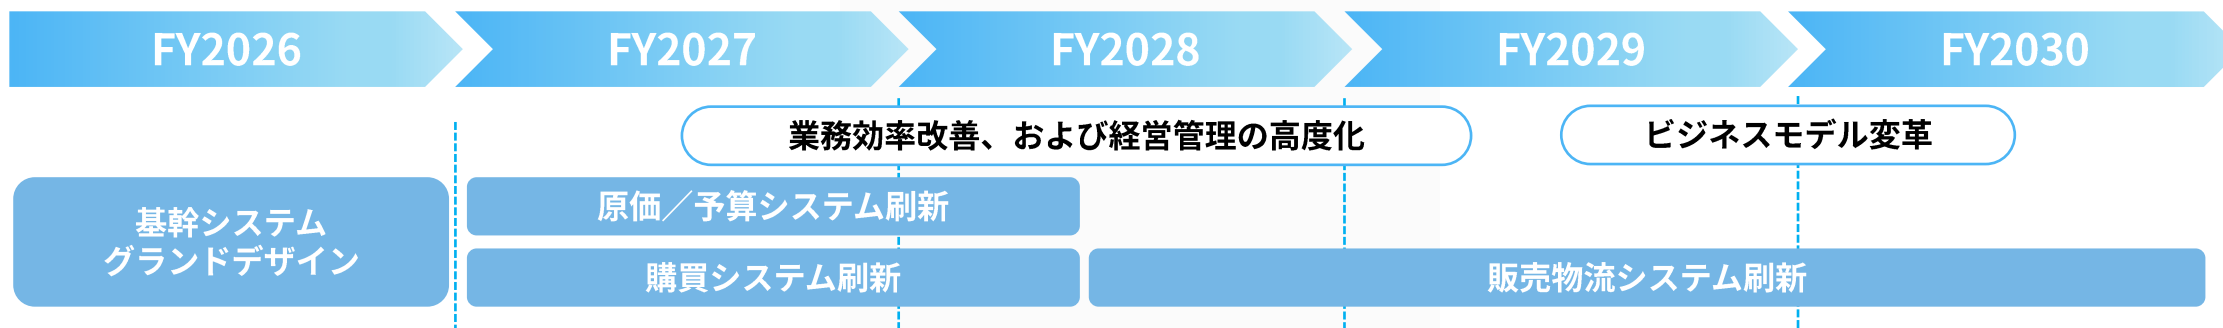 FY2026
FY2027
FY2028
FY2029
FY2030
業務効率改善、および経営管理の高度化
ビジネスモデル変革
基幹システム
グランドデザイン
原価／予算システム刷新
購買システム刷新
販売物流システム刷新